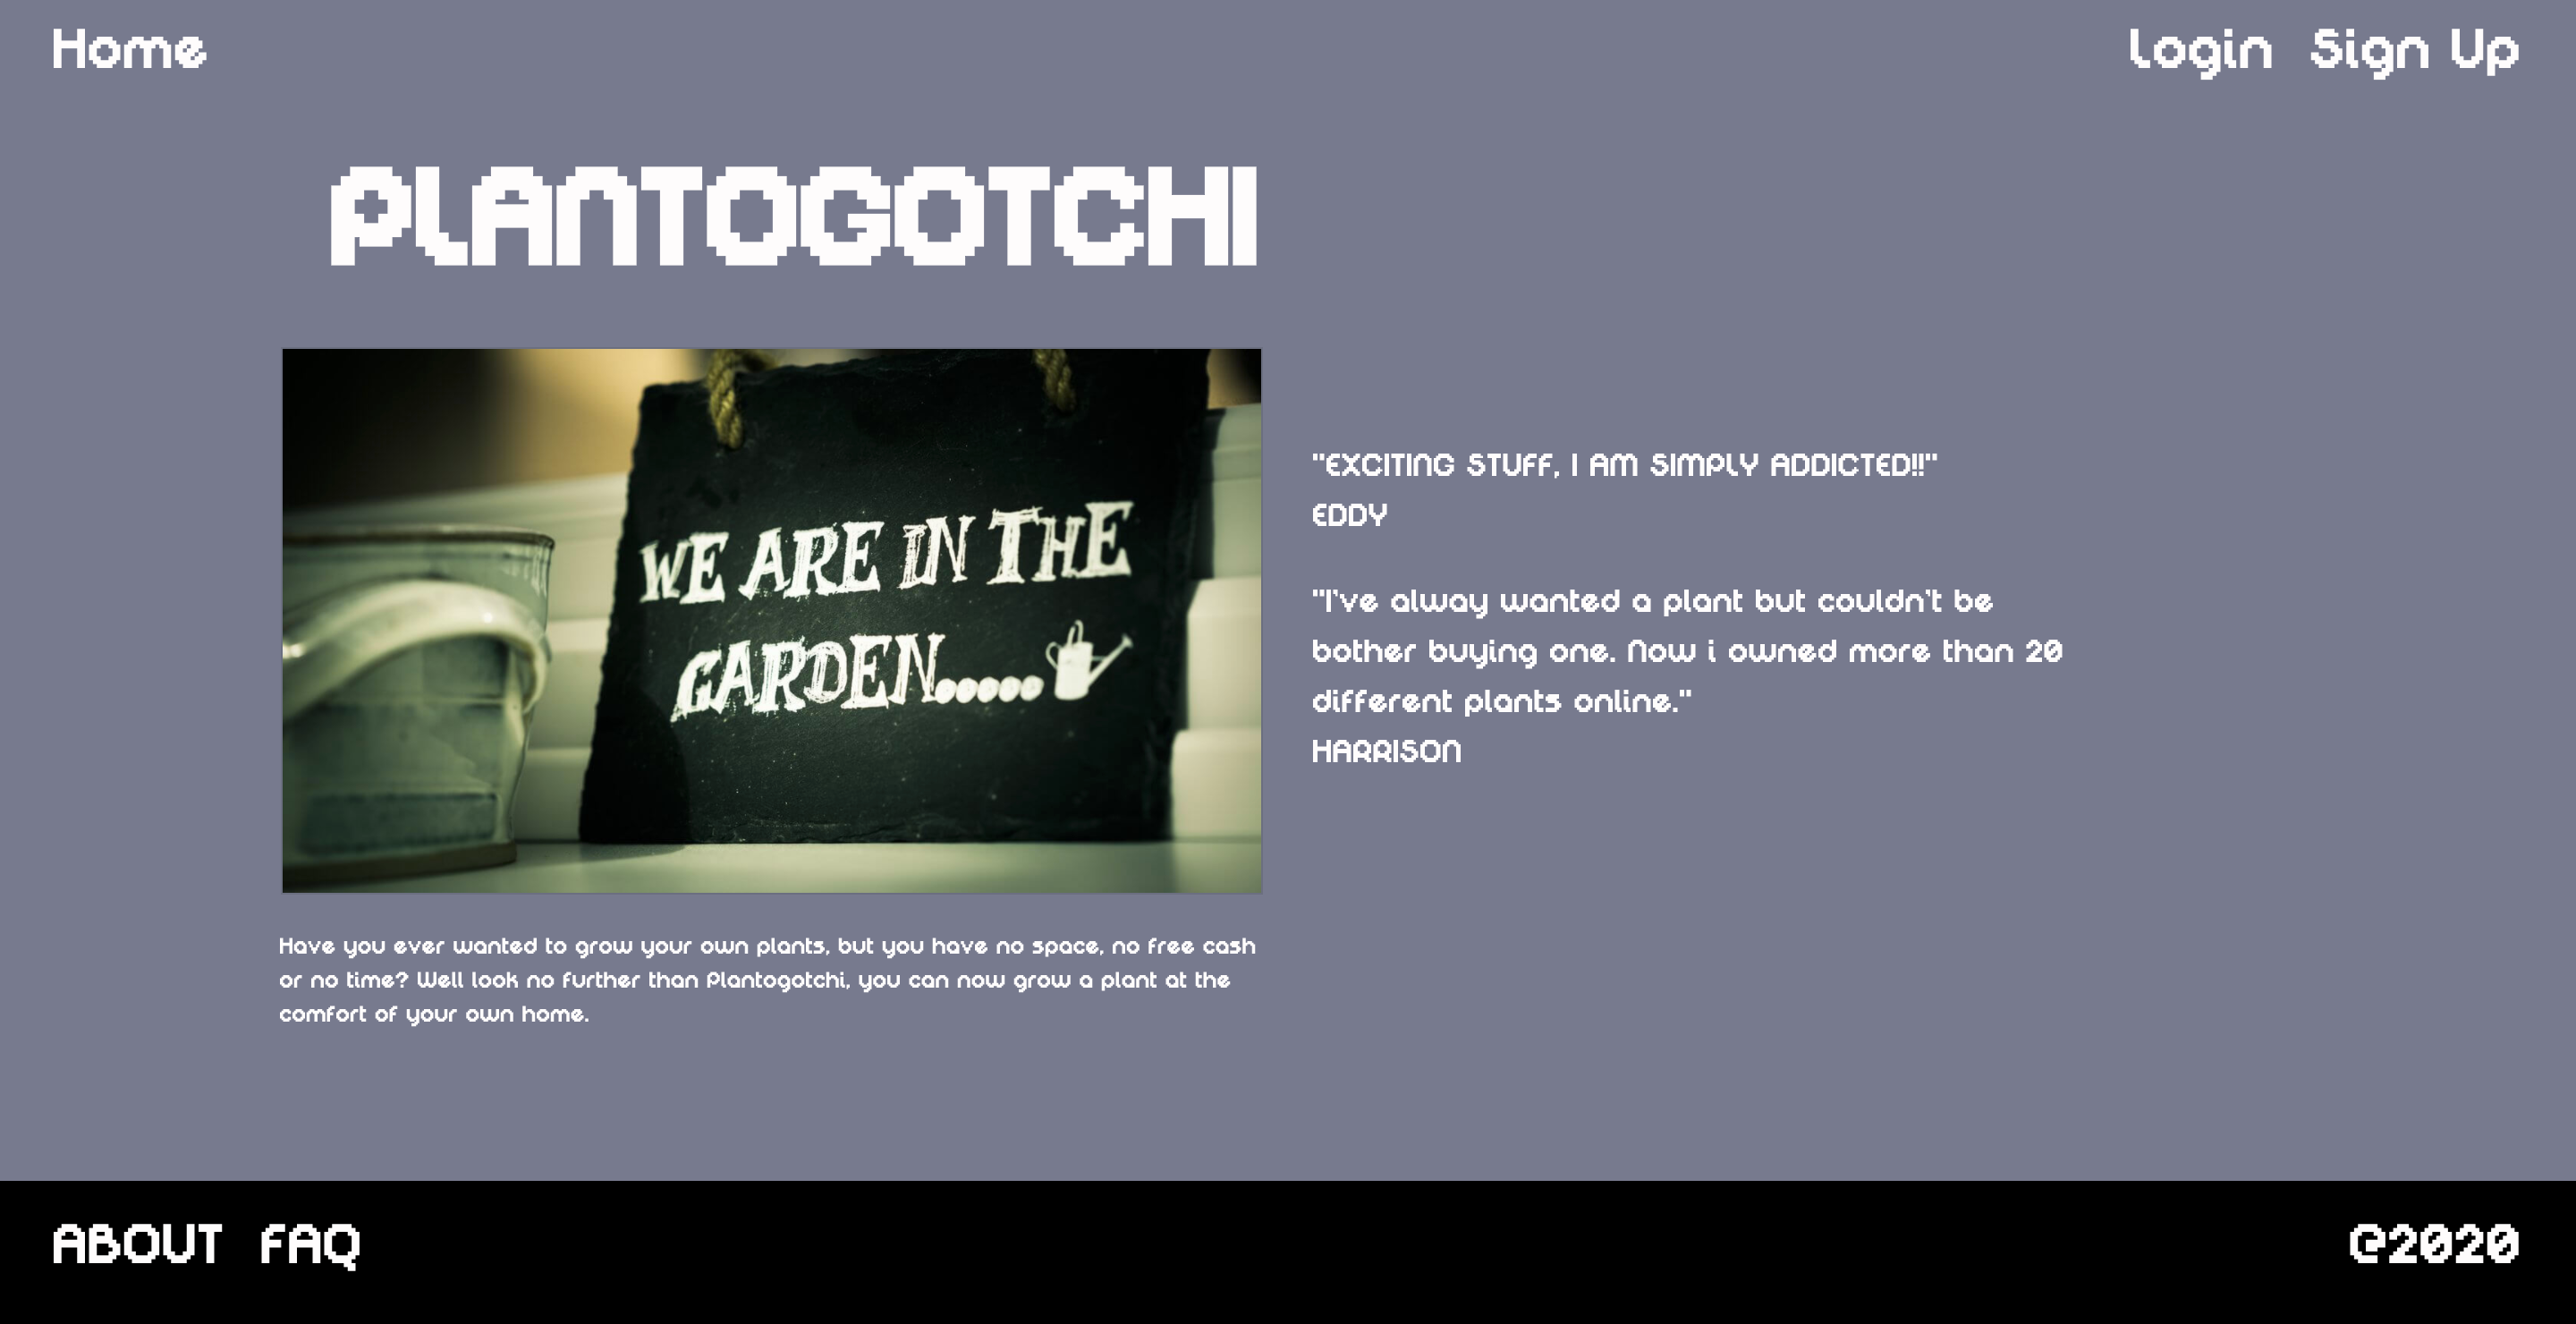 Home
Login Sign Up
PLANTOGOTCHI
WE ARE IN THE
GARDEN.....
"EXCITING STUFF, I AM SIMPLY ADDICTED!!"
EDDY
"I've alway wanted a plant but couldn't be
bother buying one. Now i owned more than 20
different plants online."
HARRISON
Have you ever wanted to grow your own plants, but you have no space, no free cash
or no time? Well look no further than Plantogotchi, you can now grow a plant at the
comfort of your own home.
ABOUT FAQ
@2020